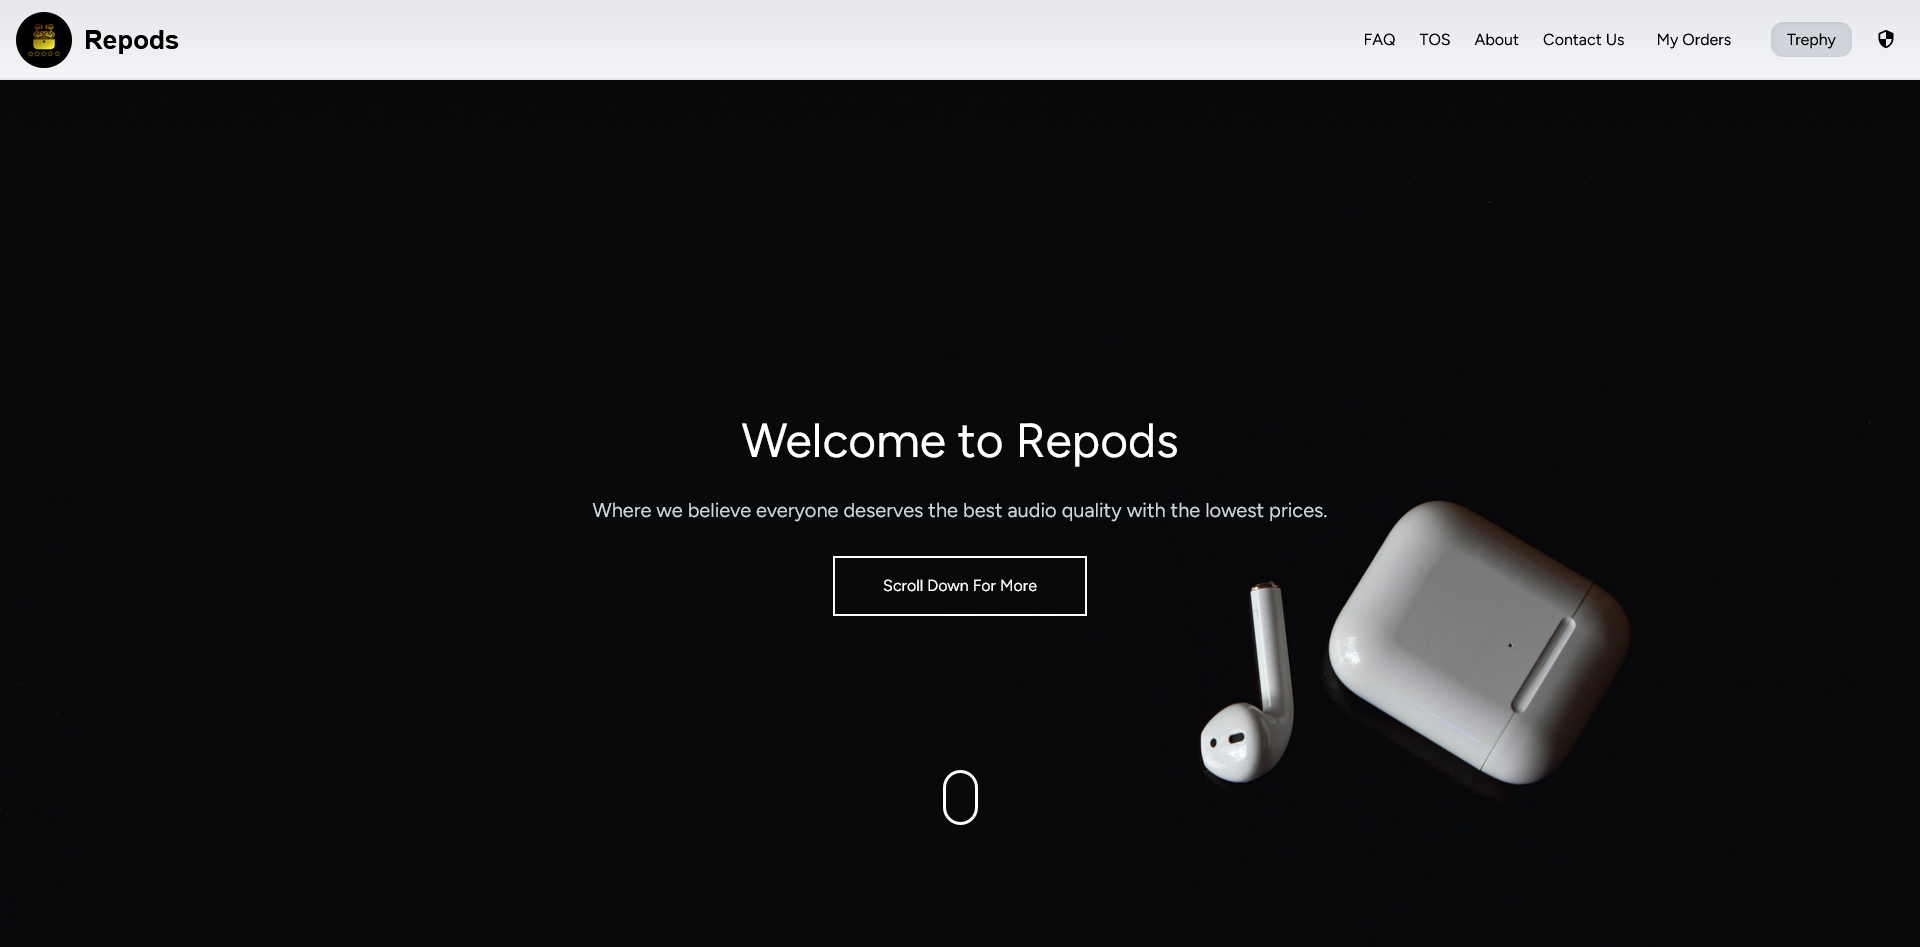 Repods
FAQ
TOS
About
Contact Us
My Orders
Trephy
Welcome to Repods
Where we believe everyone deserves the best audio quality with the lowest prices.
Scroll Down For More